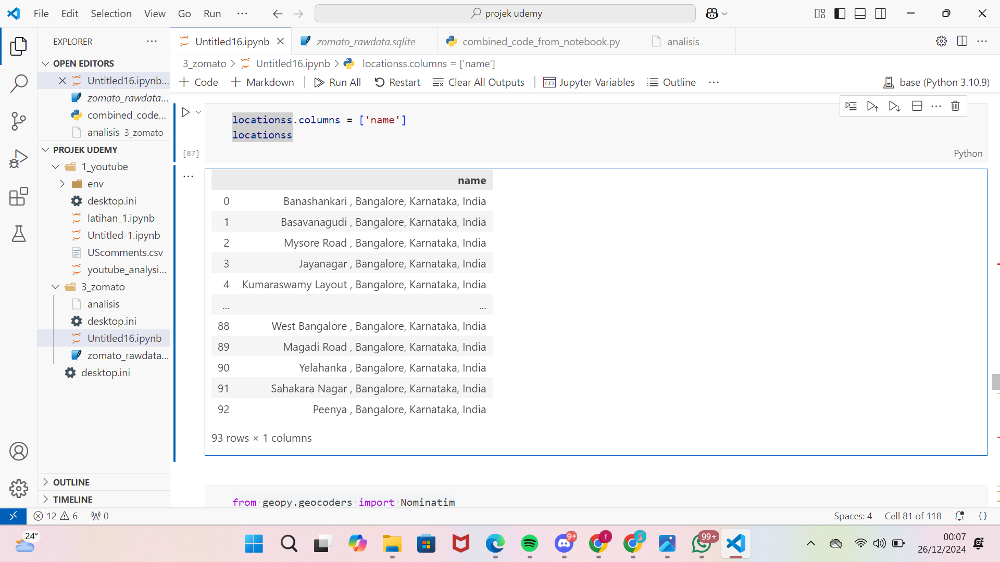 File Edit Selection View Go Run ··· projek udemy
EXPLORER ···
OPEN EDITORS
Untitled16.ipynb...
zomato_rawdata...
combined_code...
analisis 3_zomato
PROJEK UDEMY
1_youtube
env
desktop.ini
latihan_1.ipynb
Untitled-1.ipynb
UScomments.csv
youtube_analysi...
3_zomato
analisis
desktop.ini
Untitled16.ipynb
zomato_rawdata...
desktop.ini
OUTLINE
TIMELINE
Untitled16.ipynb zomato_rawdata.sqlite combined_code_from_notebook.py analisis ···
3_zomato > Untitled16.ipynb > locationss.columns = ['name']
+ Code + Markdown Run All Restart Clear All Outputs Jupyter Variables Outline ··· base (Python 3.10.9)
locationss.columns = ['name']
locationss
[87] Python
···
name
0 Banashankari , Bangalore, Karnataka, India
1 Basavanagudi , Bangalore, Karnataka, India
2 Mysore Road , Bangalore, Karnataka, India
3 Jayanagar , Bangalore, Karnataka, India
4 Kumaraswamy Layout , Bangalore, Karnataka, India
... ...
88 West Bangalore , Bangalore, Karnataka, India
89 Magadi Road , Bangalore, Karnataka, India
90 Yelahanka , Bangalore, Karnataka, India
91 Sahakara Nagar , Bangalore, Karnataka, India
92 Peenya , Bangalore, Karnataka, India
93 rows × 1 columns
from geopy.geocoders import Nominatim
12 6 0 Spaces: 4 Cell 81 of 118 {}
24° 9+ f 99+ 00:07
26/12/2024